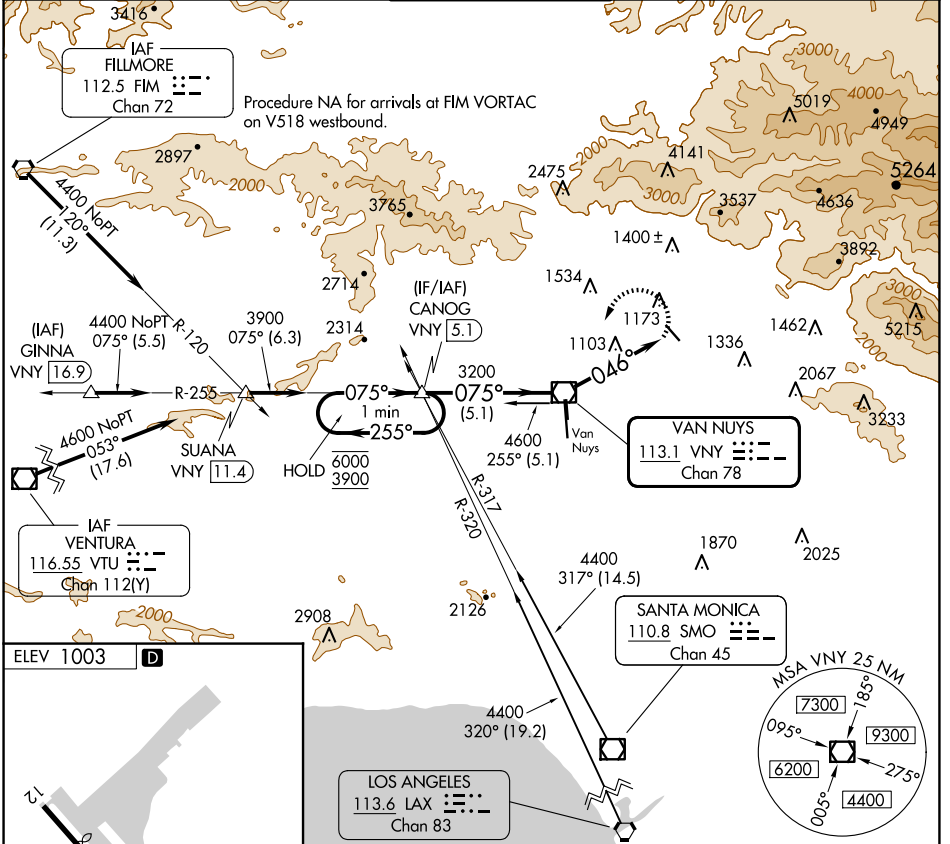 3416
IAF
FILLMORE
112.5 FIM
Chan 72
Procedure NA for arrivals at FIM VORTAC
on V518 westbound.
3000
5019
4000
4949
2897
2000
2000
2475
4141
5264
3000
3537
4636
3765
4400 NoPT
120°
(11.3)
1400 ±
3892
2714
1534
3000
(IF/IAF)
CANOG
VNY 5.1
1173
5215
(IAF)
GINNA
VNY 16.9
4400 NoPT
075° (5.5)
R-120
3900
075° (6.3)
2314
1103
1462
1336
2000
3200
046°
R-255
075°
1 min
255°
075°
(5.1)
2067
3233
4600 NoPT
053°
(17.6)
SUANA
VNY 11.4
HOLD
6000
3900
4600
255° (5.1)
Van
Nuys
VAN NUYS
113.1 VNY
Chan 78
R-317
R-320
IAF
VENTURA
116.55 VTU
Chan 112(Y)
1870
2025
4400
317° (14.5)
2126
2000
2908
SANTA MONICA
110.8 SMO
Chan 45
ELEV 1003 D
MSA VNY 25 NM
7300
185°
095°
9300
6200
275°
005°
4400
4400
320° (19.2)
LOS ANGELES
113.6 LAX
Chan 83
12